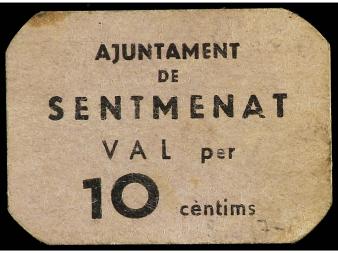 AJUNTAMENT
DE
SENTMENAT
VAL per
10 cèntims